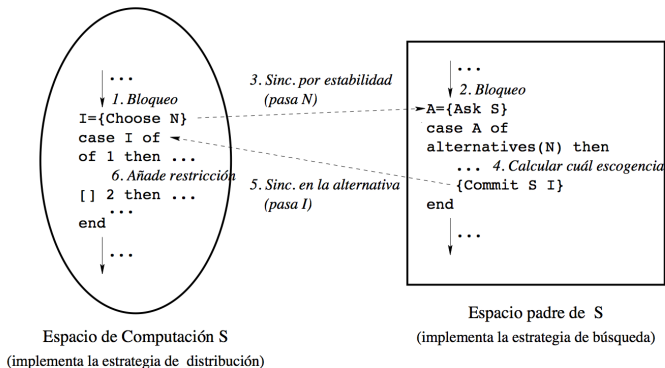 ...
1. Bloqueo
I={Choose N}
case I of
of 1 then ...
6. Añade restricción
[] 2 then ...
...
end
...
Espacio de Computación S
(implementa la estrategia de distribución)
3. Sinc. por estabilidad
(pasa N)
5. Sinc. en la alternativa
(pasa I)
...
2. Bloqueo
A={Ask S}
case A of
alternatives(N) then
... 4. Calcular cuál escogencia
{Commit S I}
end
...
Espacio padre de S
(implementa la estrategia de búsqueda)